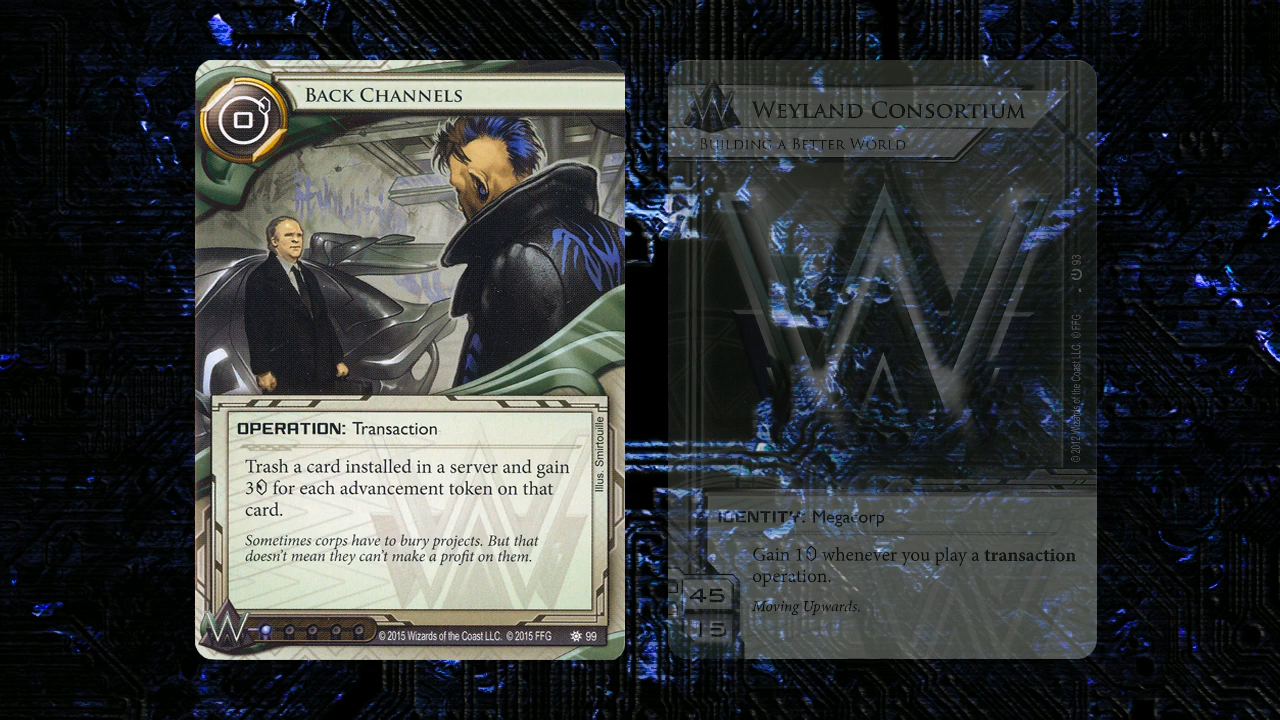 BACK CHANNELS
0
OPERATION: Transaction
Trash a card installed in a server and gain
3 for each advancement token on that
card.
Sometimes corps have to bury projects. But that
doesn't mean they can't make a profit on them.
Illus. Smirtouille
© 2015 Wizards of the Coast LLC. © 2015 FFG 99
WEYLAND CONSORTIUM
BUILDING A BETTER WORLD
© 2012 Wizards of the Coast LLC. © FFG 93
IDENTITY: Megacorp
Gain 1 whenever you play a transaction
operation.
Moving Upwards.
45
15